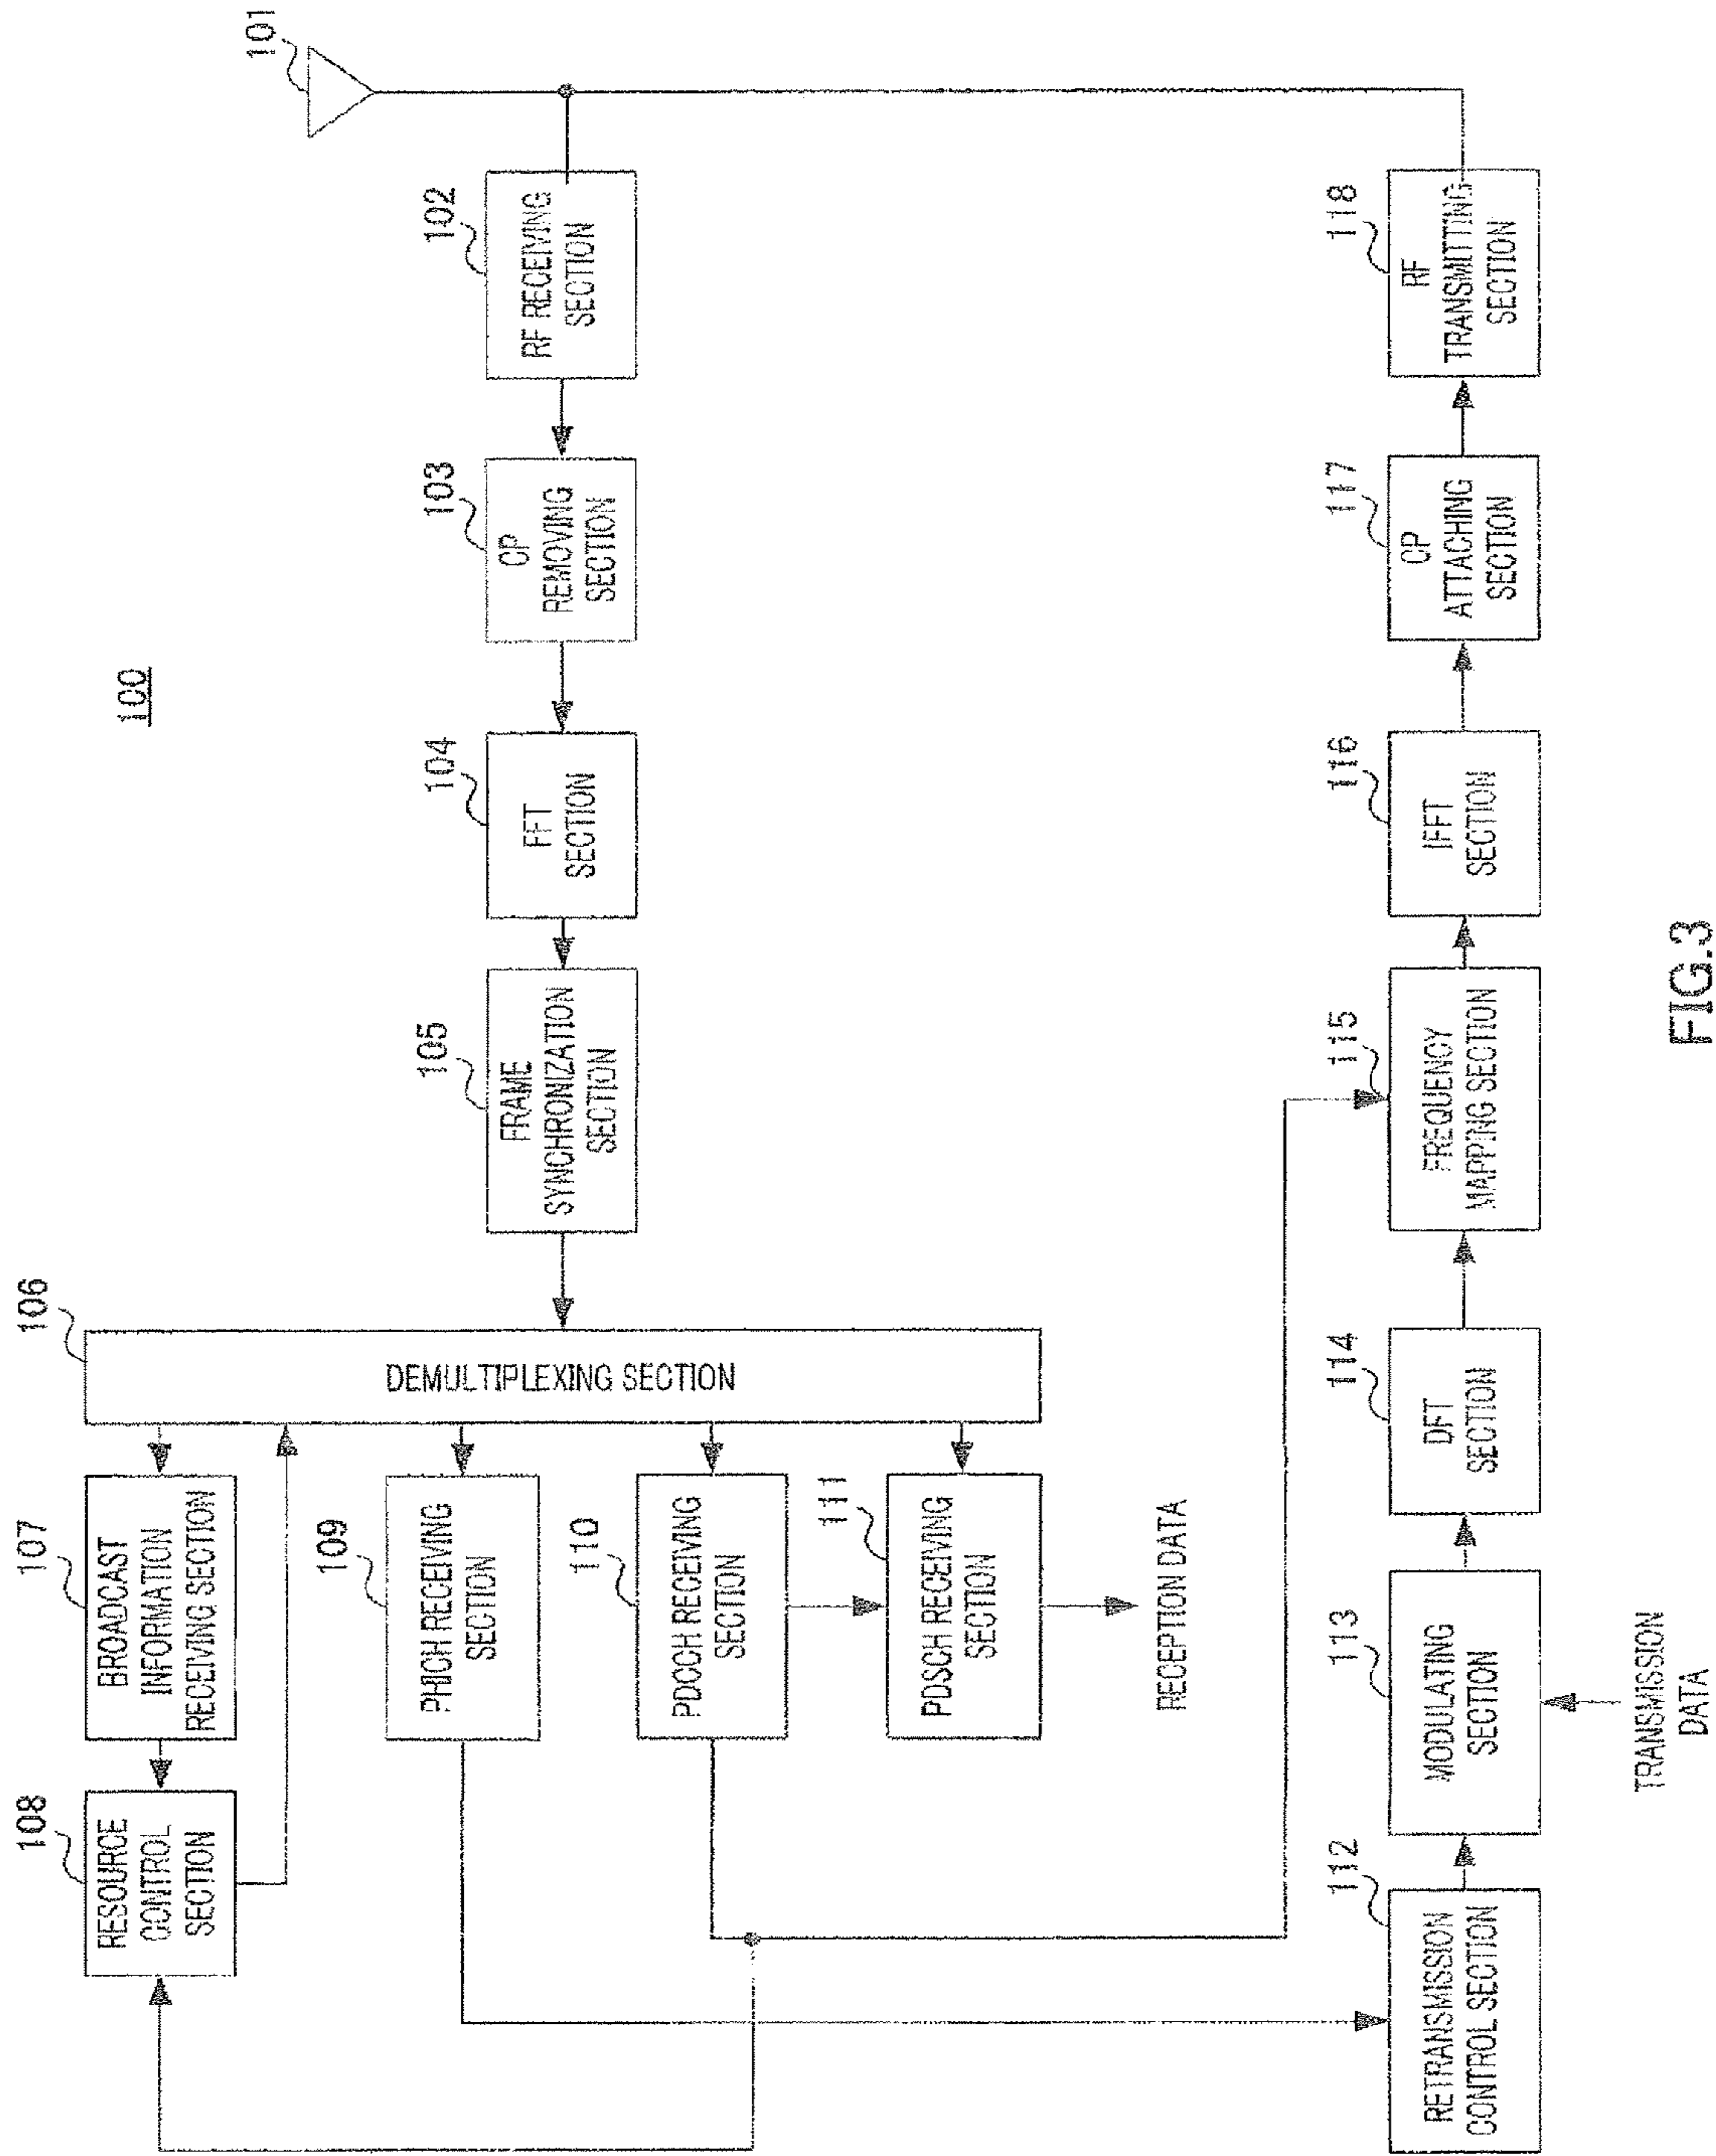 100
101
102
RF RECEIVING
SECTION
103
CP
REMOVING
SECTION
104
FFT
SECTION
105
FRAME
SYNCHRONIZATION
SECTION
106
DEMULTIPLEXING SECTION
107
BROADCAST
INFORMATION
RECEIVING SECTION
108
RESOURCE
CONTROL
SECTION
109
PHICH RECEIVING
SECTION
110
PDCCH RECEIVING
SECTION
111
PDSCH RECEIVING
SECTION
RECEPTION DATA
112
RETRANSMISSION
CONTROL SECTION
113
MODULATING
SECTION
TRANSMISSION
DATA
114
DFT
SECTION
115
FREQUENCY
MAPPING SECTION
116
IFFT
SECTION
117
CP
ATTACHING
SECTION
118
RF
TRANSMITTING
SECTION
FIG.3